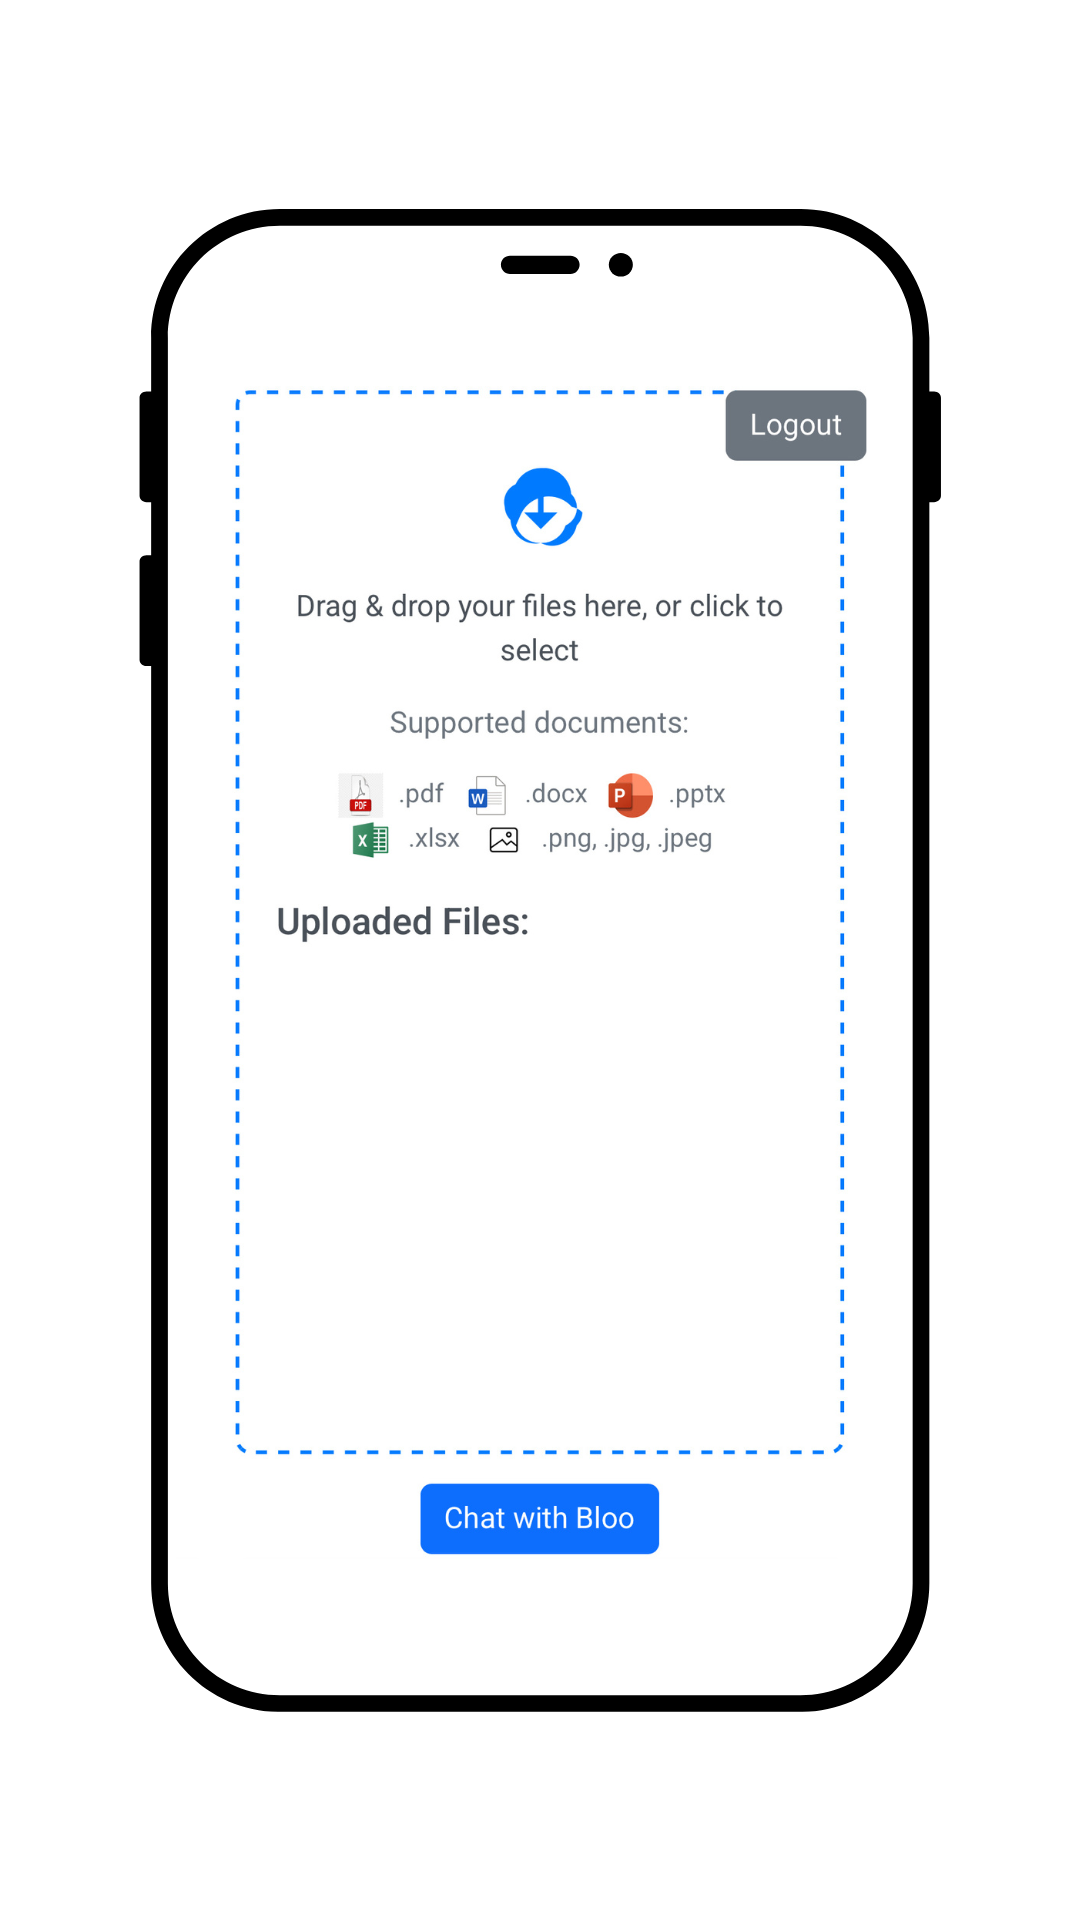 Logout
Drag & drop your files here, or click to
select
Supported documents:
PDF .pdf W .docx P .pptx
X .xlsx .png, .jpg, .jpeg
Uploaded Files:
Chat with Bloo